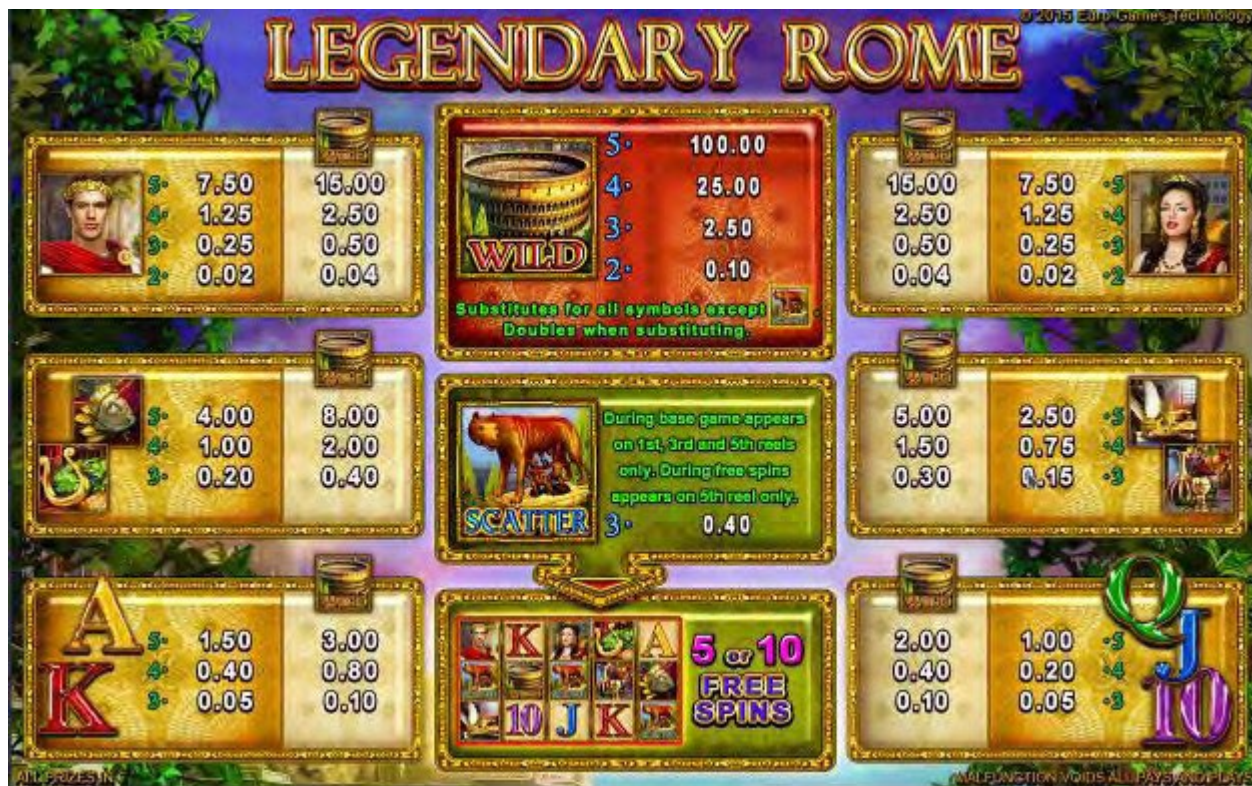 © 2015 Euro Games Technology
LEGENDARY ROME
5· 7.50 15.00
4· 1.25 2.50
3· 0.25 0.50
2· 0.02 0.04
WILD
5· 100.00
4· 25.00
3· 2.50
2· 0.10
Substitutes for all symbols except .
Doubles when substituting.
15.00 7.50 ·5
2.50 1.25 ·4
0.50 0.25 ·3
0.04 0.02 ·2
5· 4.00 8.00
4· 1.00 2.00
3· 0.20 0.40
SCATTER
During base game appears
on 1st, 3rd and 5th reels
only. During free spins
appears on 5th reel only.
3· 0.40
5.00 2.50 ·5
1.50 0.75 ·4
0.30 0.15 ·3
A
K
5· 1.50 3.00
4· 0.40 0.80
3· 0.05 0.10
K A
10 J K
5 or 10
FREE
SPINS
2.00 1.00 ·5
0.40 0.20 ·4
0.10 0.05 ·3
Q
J
10
ALL PRIZES IN
MALFUNCTION VOIDS ALL PAYS AND PLAYS